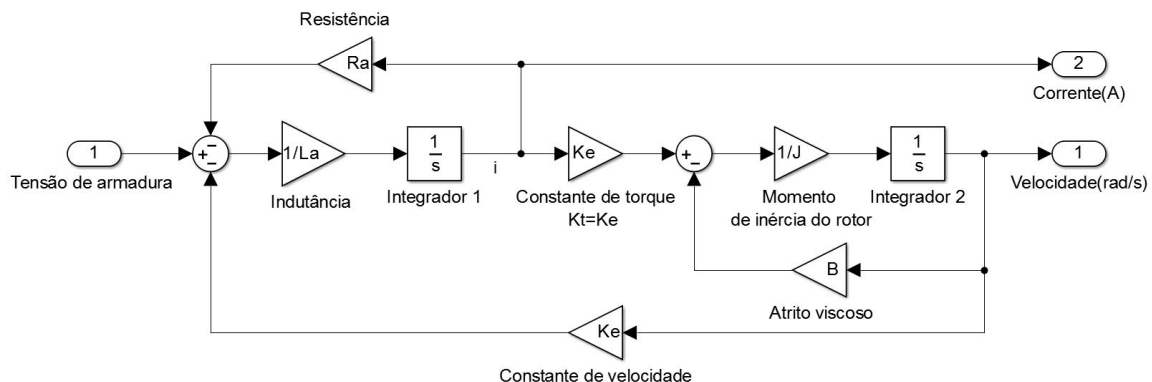 Resistência
Ra
2
Corrente(A)
1
Tensão de armadura
+
−
−
1/La
Indutância
1
s
Integrador 1
i
Ke
Constante de torque
Kt=Ke
+
−
1/J
Momento
de inércia do rotor
1
s
Integrador 2
1
Velocidade(rad/s)
B
Atrito viscoso
Ke
Constante de velocidade